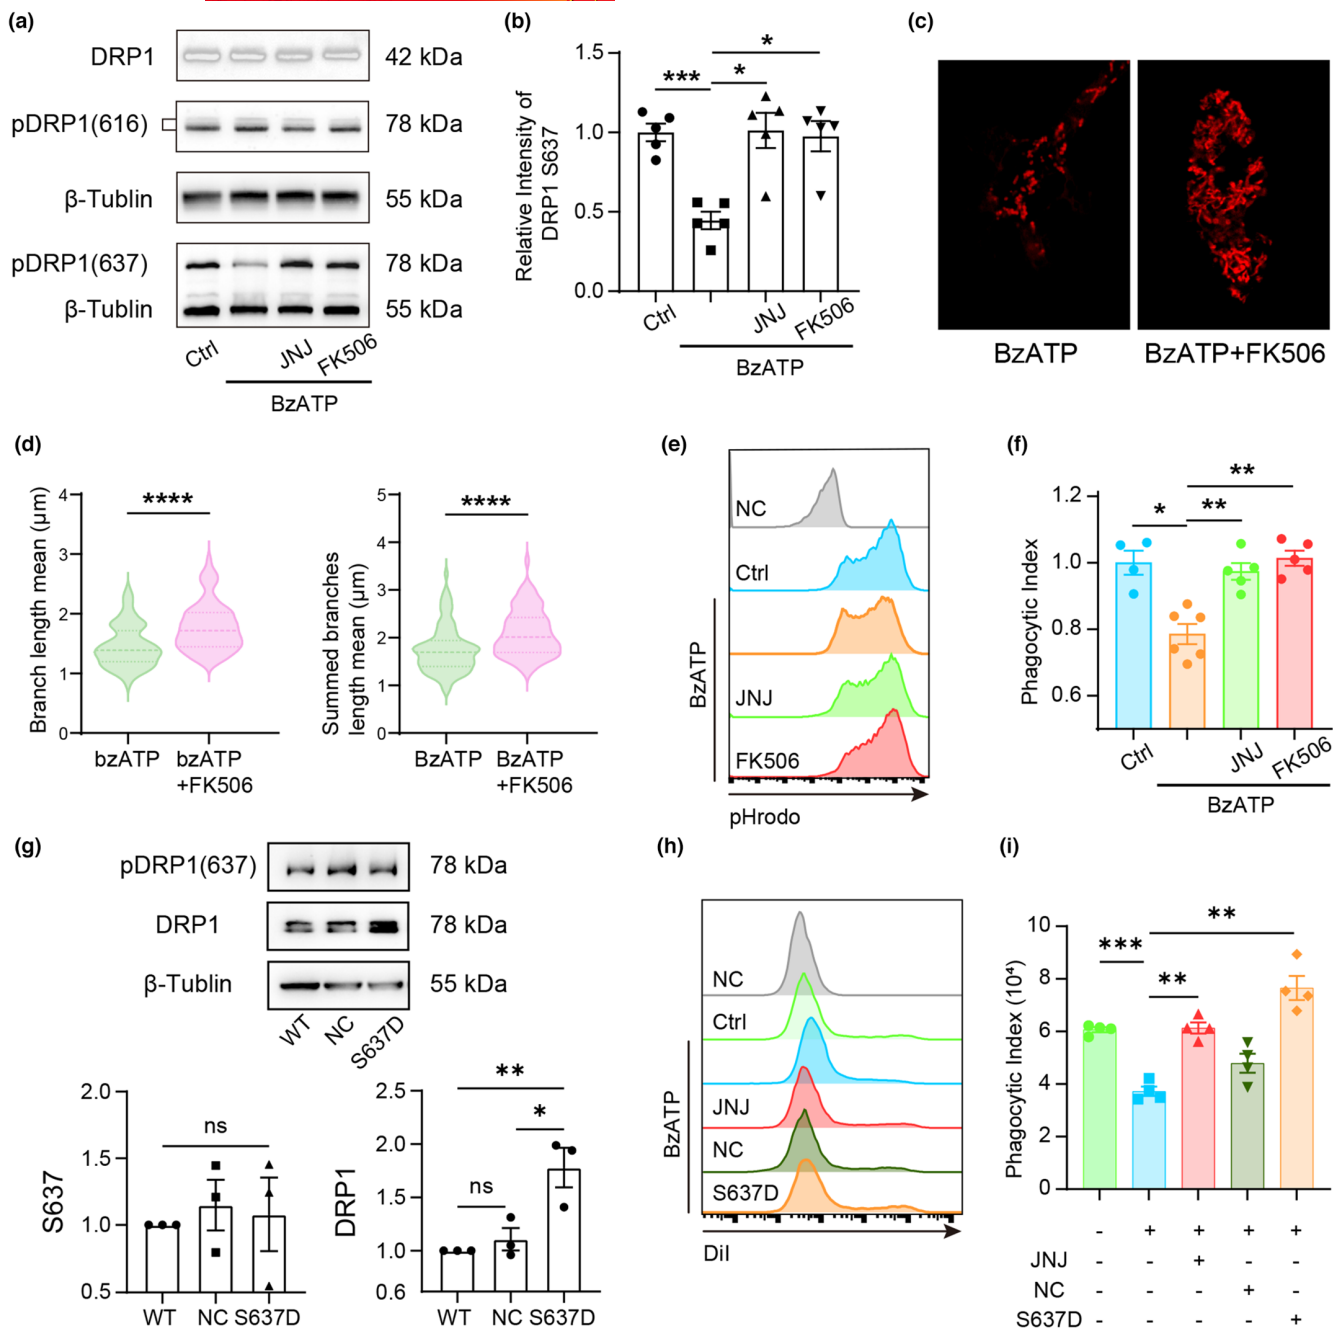 (a)
DRP1
42 kDa
pDRP1(616)
78 kDa
β-Tublin
55 kDa
pDRP1(637)
78 kDa
β-Tublin
55 kDa
Ctrl
JNJ
FK506
BzATP
(b)
Relative Intensity of
DRP1 S637
1.5
1.0
0.5
0.0
***
*
*
Ctrl
JNJ
FK506
BzATP
(c)
BzATP
BzATP+FK506
(d)
Branch length mean (μm)
4
3
2
1
0
****
bzATP
bzATP
+FK506
Summed branches
length mean (μm)
5
4
3
2
1
0
****
BzATP
BzATP
+FK506
(e)
NC
Ctrl
JNJ
FK506
BzATP
pHrodo
(f)
Phagocytic Index
1.2
1.0
0.8
0.6
*
**
**
Ctrl
JNJ
FK506
BzATP
(g)
pDRP1(637)
78 kDa
DRP1
78 kDa
β-Tublin
55 kDa
WT
NC
S637D
S637
2.0
1.5
1.0
0.5
ns
WT
NC
S637D
DRP1
2.5
2.0
1.5
1.0
0.6
**
*
ns
WT
NC
S637D
(h)
NC
Ctrl
JNJ
NC
S637D
BzATP
Dil
(i)
Phagocytic Index (10⁴)
10
8
6
4
2
0
***
**
**
- + + + +
JNJ - - + - -
NC - - - + -
S637D - - - - +